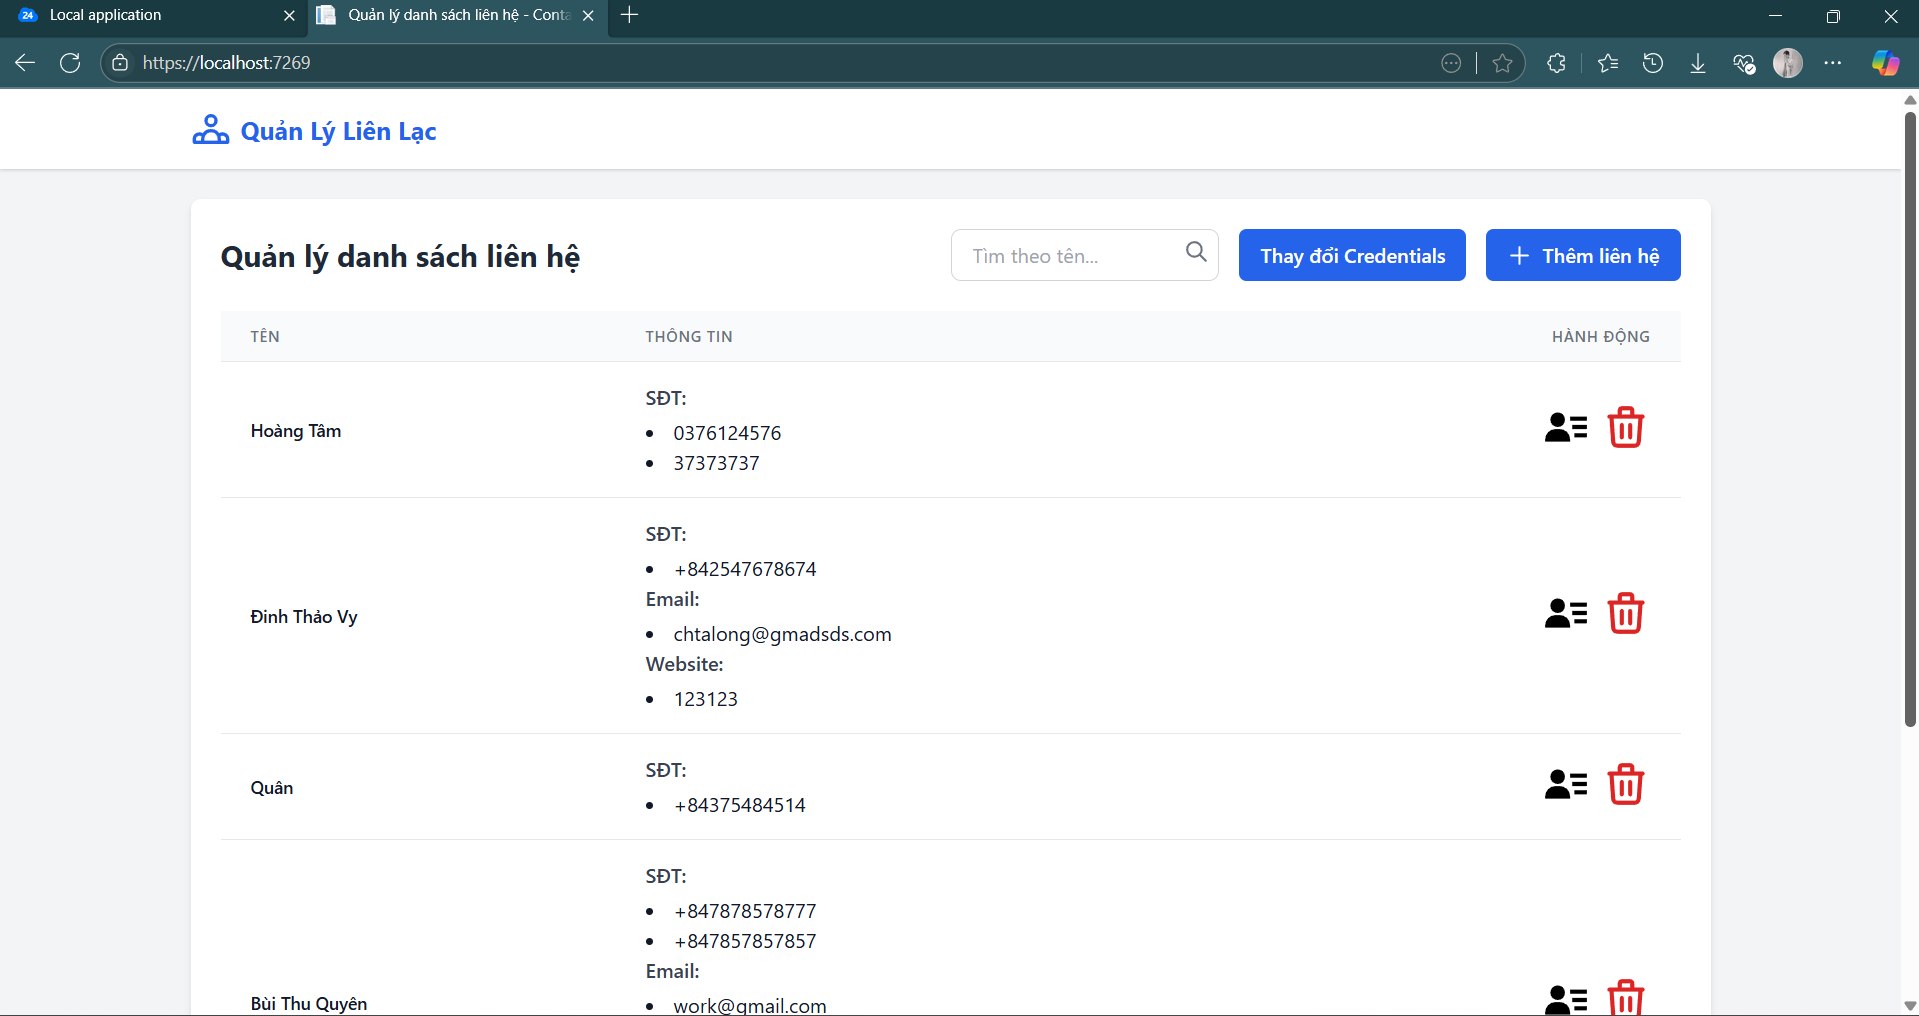 24 Local application
Quản lý danh sách liên hệ - Conta
https://localhost:7269
Quản Lý Liên Lạc
Quản lý danh sách liên hệ
Tìm theo tên...
Thay đổi Credentials
Thêm liên hệ
TÊN THÔNG TIN HÀNH ĐỘNG
Hoàng Tâm
SĐT:
0376124576
37373737
Đinh Thảo Vy
SĐT:
+842547678674
Email:
chtalong@gmadsds.com
Website:
123123
Quân
SĐT:
+84375484514
Bùi Thu Quyên
SĐT:
+847878578777
+847857857857
Email:
work@gmail.com